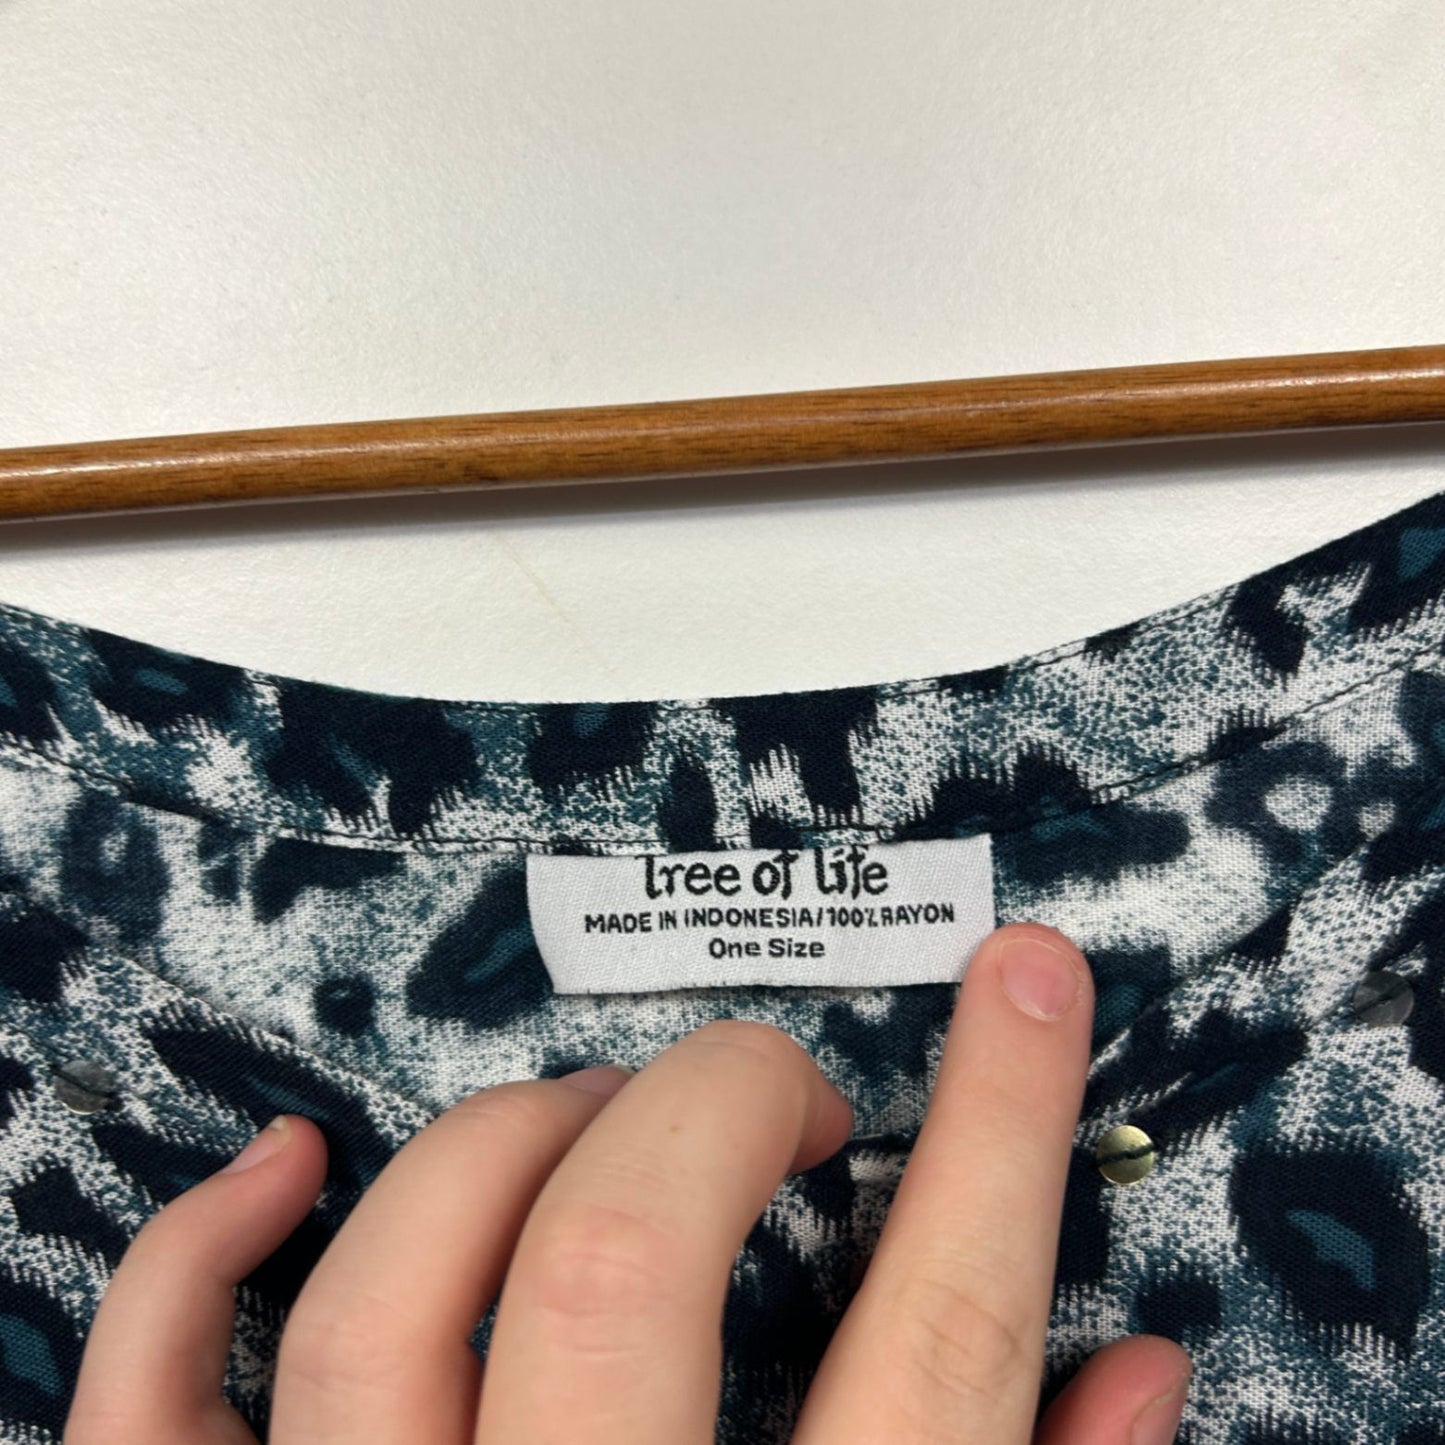 Tree of life
MADE IN INDONESIA/100% RAYON
One Size